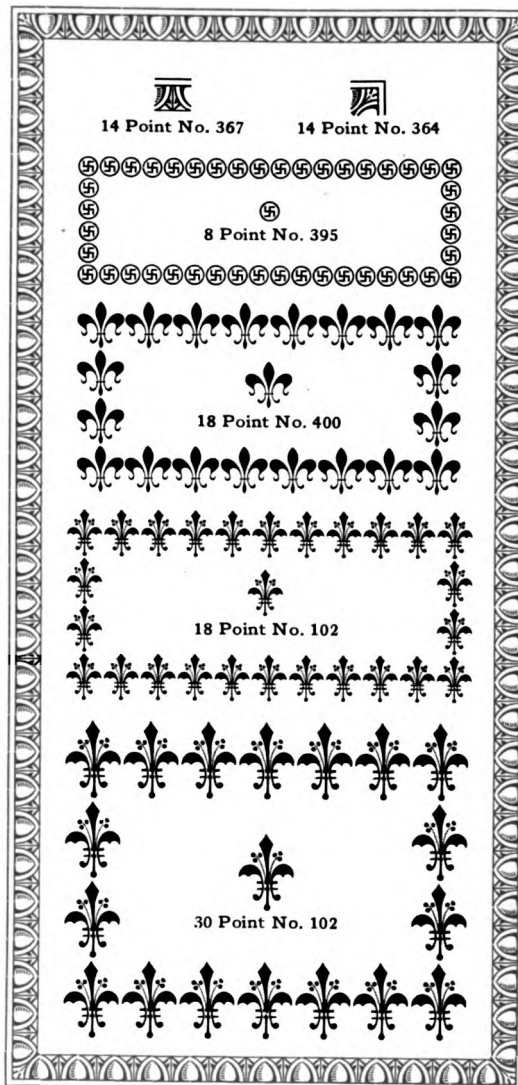 14 Point No. 367
14 Point No. 364
8 Point No. 395
18 Point No. 400
18 Point No. 102
30 Point No. 102